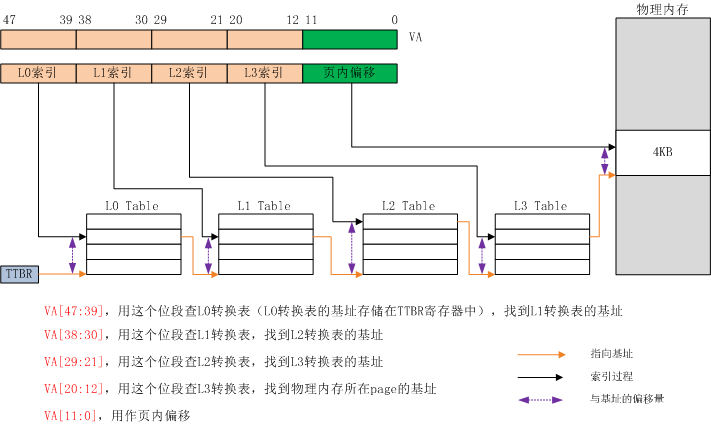 物理内存
47 39 38 30 29 21 20 12 11 0
VA
L0索引 L1索引 L2索引 L3索引 页内偏移
4KB
L0 Table L1 Table L2 Table L3 Table
TTBR
VA[47:39]，用这个位段查L0转换表（L0转换表的基址存储在TTBR寄存器中），找到L1转换表的基址
VA[38:30]，用这个位段查L1转换表，找到L2转换表的基址
VA[29:21]，用这个位段查L2转换表，找到L3转换表的基址
VA[20:12]，用这个位段查L3转换表，找到物理内存所在page的基址
VA[11:0]，用作页内偏移
指向基址
索引过程
与基址的偏移量